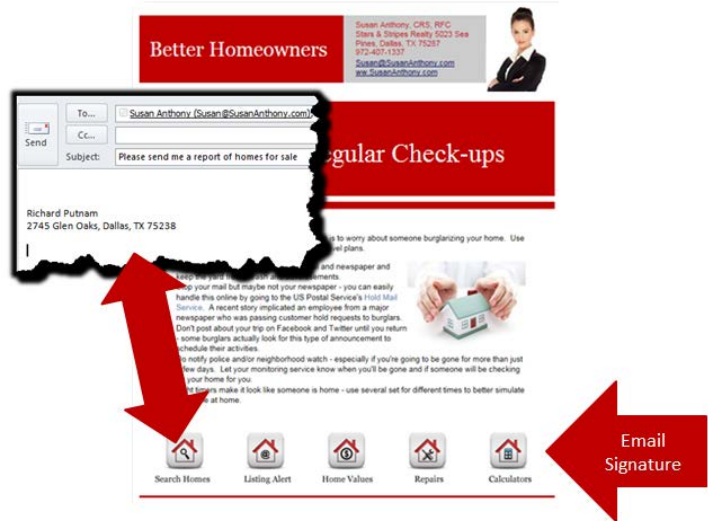 Better Homeowners
Susan Anthony, CRS, RFC
Stars & Stripes Realty 5023 Sea
Pines, Dallas, TX 75287
972-407-1337
Susan@SusanAnthony.com
ww.SusanAnthony.com
To...
Susan Anthony (Susan@SusanAnthony.com)
Send
Cc...
Subject:
Please send me a report of homes for sale
Richard Putnam
2745 Glen Oaks, Dallas, TX 75238
egular Check-ups
is to worry about someone burglarizing your home. Use
vel plans.
and newspaper and
keep the yard
op your mail but maybe not your newspaper - you can easily
handle this online by going to the US Postal Service's Hold Mail
Service. A recent story implicated an employee from a major
newspaper who was passing customer hold requests to burglars.
Don't post about your trip on Facebook and Twitter until you return
- some burglars actually look for this type of announcement to
schedule their activities.
o notify police and/or neighborhood watch - especially if you're going to be gone for more than just
few days. Let your monitoring service know when you'll be gone and if someone will be checking
your home for you.
ht timers make it look like someone is home - use several set for different times to better simulate
e at home.
Search Homes
Listing Alert
Home Values
Repairs
Calculators
Email
Signature